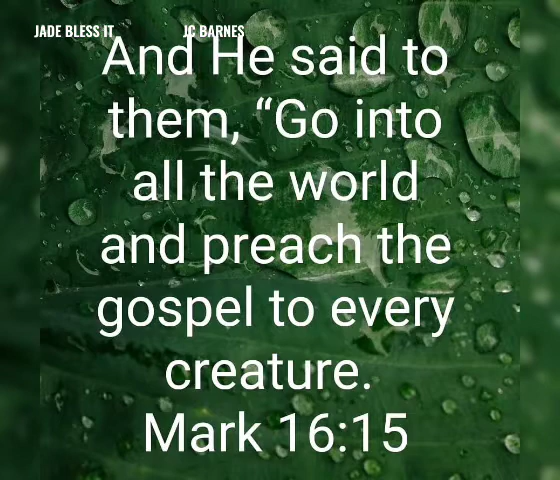 JADE BLESS IT JC BARNES
And He said to
them, “Go into
all the world
and preach the
gospel to every
creature.
Mark 16:15